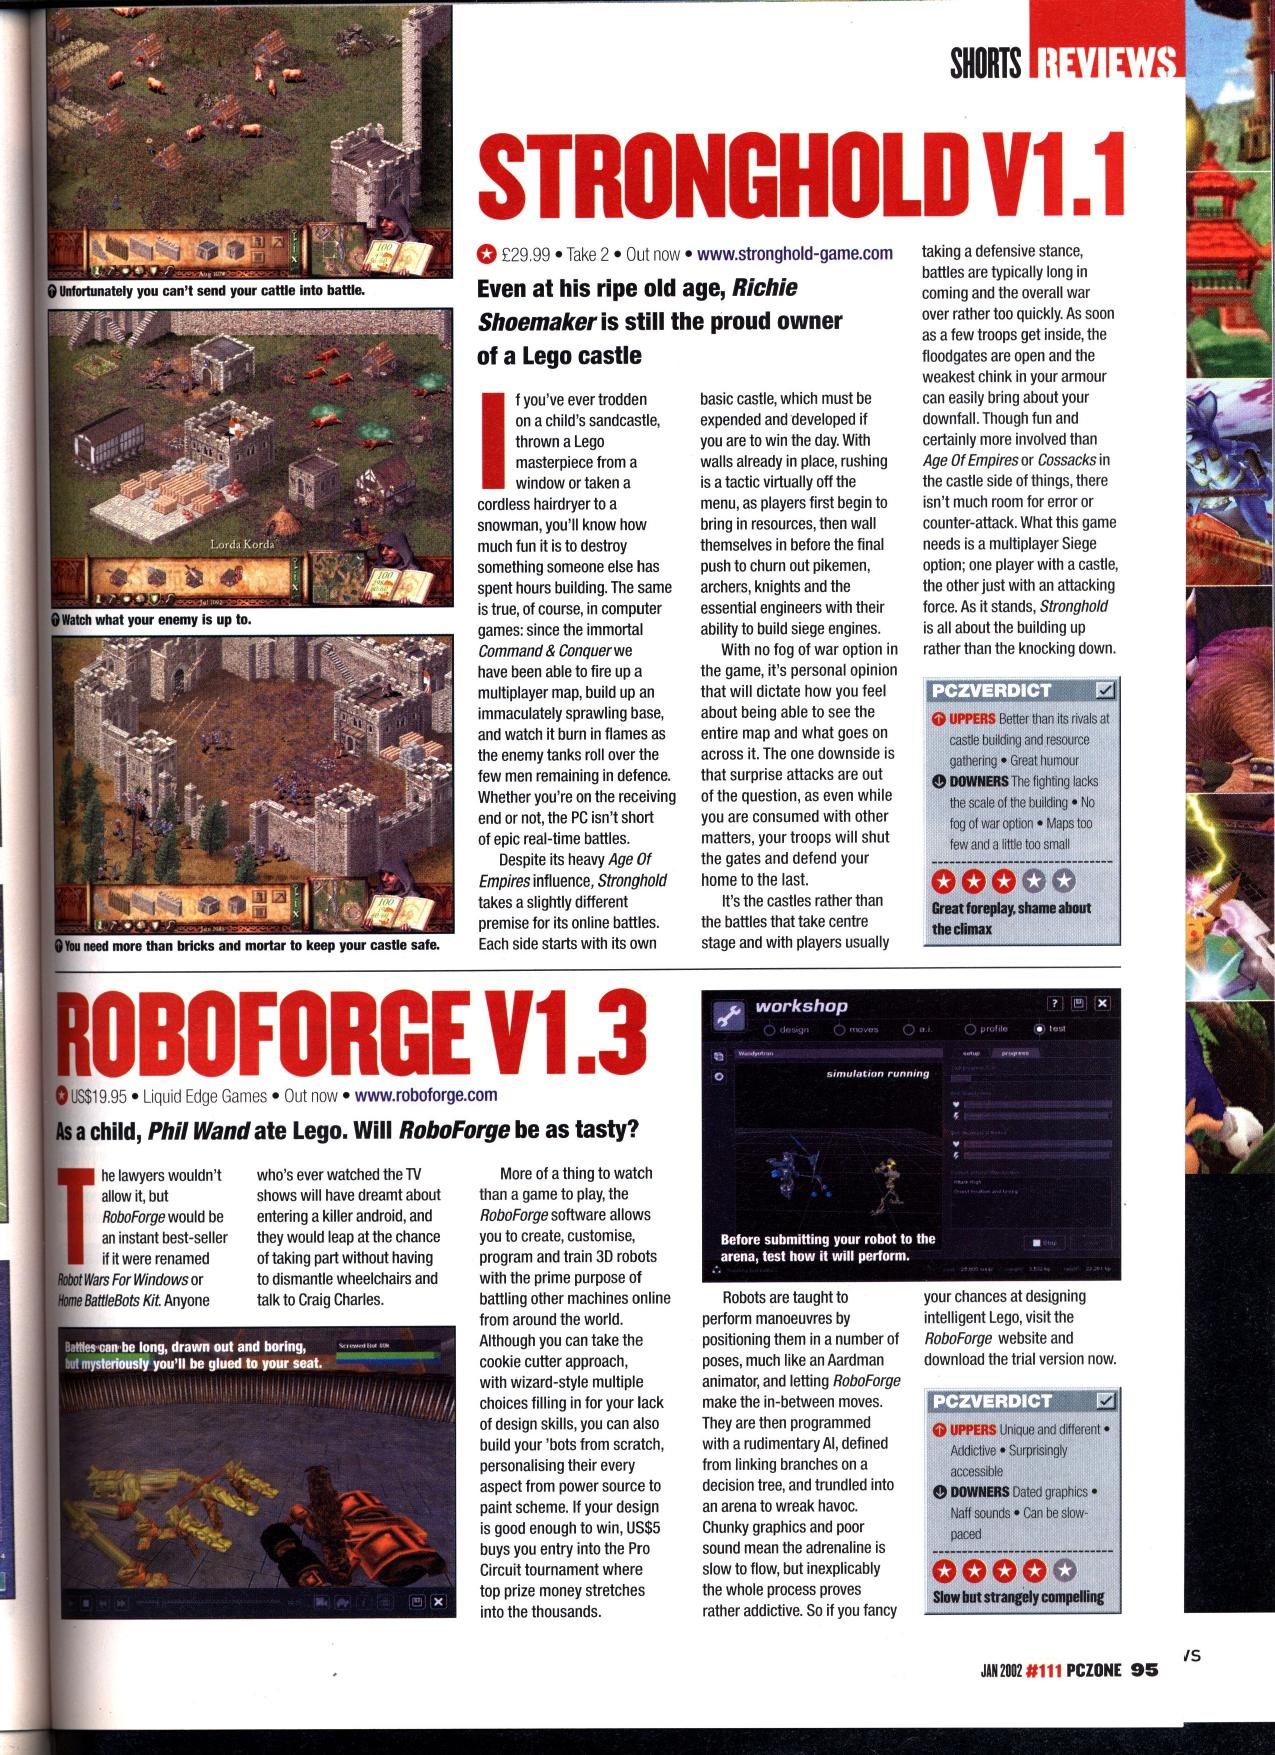 SHORTS REVIEWS
Unfortunately you can't send your cattle into battle.
Lorda Korda
Watch what your enemy is up to.
You need more than bricks and mortar to keep your castle safe.
STRONGHOLD V1.1
£29.99 • Take 2 • Out now • www.stronghold-game.com
Even at his ripe old age, Richie
Shoemaker is still the proud owner
of a Lego castle
If you've ever trodden
on a child's sandcastle,
thrown a Lego
masterpiece from a
window or taken a
cordless hairdryer to a
snowman, you'll know how
much fun it is to destroy
something someone else has
spent hours building. The same
is true, of course, in computer
games: since the immortal
Command & Conquer we
have been able to fire up a
multiplayer map, build up an
immaculately sprawling base,
and watch it burn in flames as
the enemy tanks roll over the
few men remaining in defence.
Whether you're on the receiving
end or not, the PC isn't short
of epic real-time battles.
Despite its heavy Age Of
Empires influence, Stronghold
takes a slightly different
premise for its online battles.
Each side starts with its own
basic castle, which must be
expended and developed if
you are to win the day. With
walls already in place, rushing
is a tactic virtually off the
menu, as players first begin to
bring in resources, then wall
themselves in before the final
push to churn out pikemen,
archers, knights and the
essential engineers with their
ability to build siege engines.
With no fog of war option in
the game, it's personal opinion
that will dictate how you feel
about being able to see the
entire map and what goes on
across it. The one downside is
that surprise attacks are out
of the question, as even while
you are consumed with other
matters, your troops will shut
the gates and defend your
home to the last.
It's the castles rather than
the battles that take centre
stage and with players usually
taking a defensive stance,
battles are typically long in
coming and the overall war
over rather too quickly. As soon
as a few troops get inside, the
floodgates are open and the
weakest chink in your armour
can easily bring about your
downfall. Though fun and
certainly more involved than
Age Of Empires or Cossacks in
the castle side of things, there
isn't much room for error or
counter-attack. What this game
needs is a multiplayer Siege
option; one player with a castle,
the other just with an attacking
force. As it stands, Stronghold
is all about the building up
rather than the knocking down.
PCZVERDICT
UPPERS Better than its rivals at
castle building and resource
gathering • Great humour
DOWNERS The fighting lacks
the scale of the building • No
fog of war option • Maps too
few and a little too small
Great foreplay, shame about
the climax
ROBOFORGE V1.3
US$19.95 • Liquid Edge Games • Out now • www.roboforge.com
As a child, Phil Wand ate Lego. Will RoboForge be as tasty?
The lawyers wouldn't
allow it, but
RoboForge would be
an instant best-seller
if it were renamed
Robot Wars For Windows or
Home BattleBots Kit. Anyone
who's ever watched the TV
shows will have dreamt about
entering a killer android, and
they would leap at the chance
of taking part without having
to dismantle wheelchairs and
talk to Craig Charles.
Battles can be long, drawn out and boring,
but mysteriously you'll be glued to your seat.
More of a thing to watch
than a game to play, the
RoboForge software allows
you to create, customise,
program and train 3D robots
with the prime purpose of
battling other machines online
from around the world.
Although you can take the
cookie cutter approach,
with wizard-style multiple
choices filling in for your lack
of design skills, you can also
build your 'bots from scratch,
personalising their every
aspect from power source to
paint scheme. If your design
is good enough to win, US$5
buys you entry into the Pro
Circuit tournament where
top prize money stretches
into the thousands.
workshop
design moves a.i. profile test
setup progress
simulation running
Before submitting your robot to the
arena, test how it will perform.
Robots are taught to
perform manoeuvres by
positioning them in a number of
poses, much like an Aardman
animator, and letting RoboForge
make the in-between moves.
They are then programmed
with a rudimentary AI, defined
from linking branches on a
decision tree, and trundled into
an arena to wreak havoc.
Chunky graphics and poor
sound mean the adrenaline is
slow to flow, but inexplicably
the whole process proves
rather addictive. So if you fancy
your chances at designing
intelligent Lego, visit the
RoboForge website and
download the trial version now.
PCZVERDICT
UPPERS Unique and different •
Addictive • Surprisingly
accessible
DOWNERS Dated graphics •
Naff sounds • Can be slow-
paced
Slow but strangely compelling
JAN 2002 #111 PCZONE 95